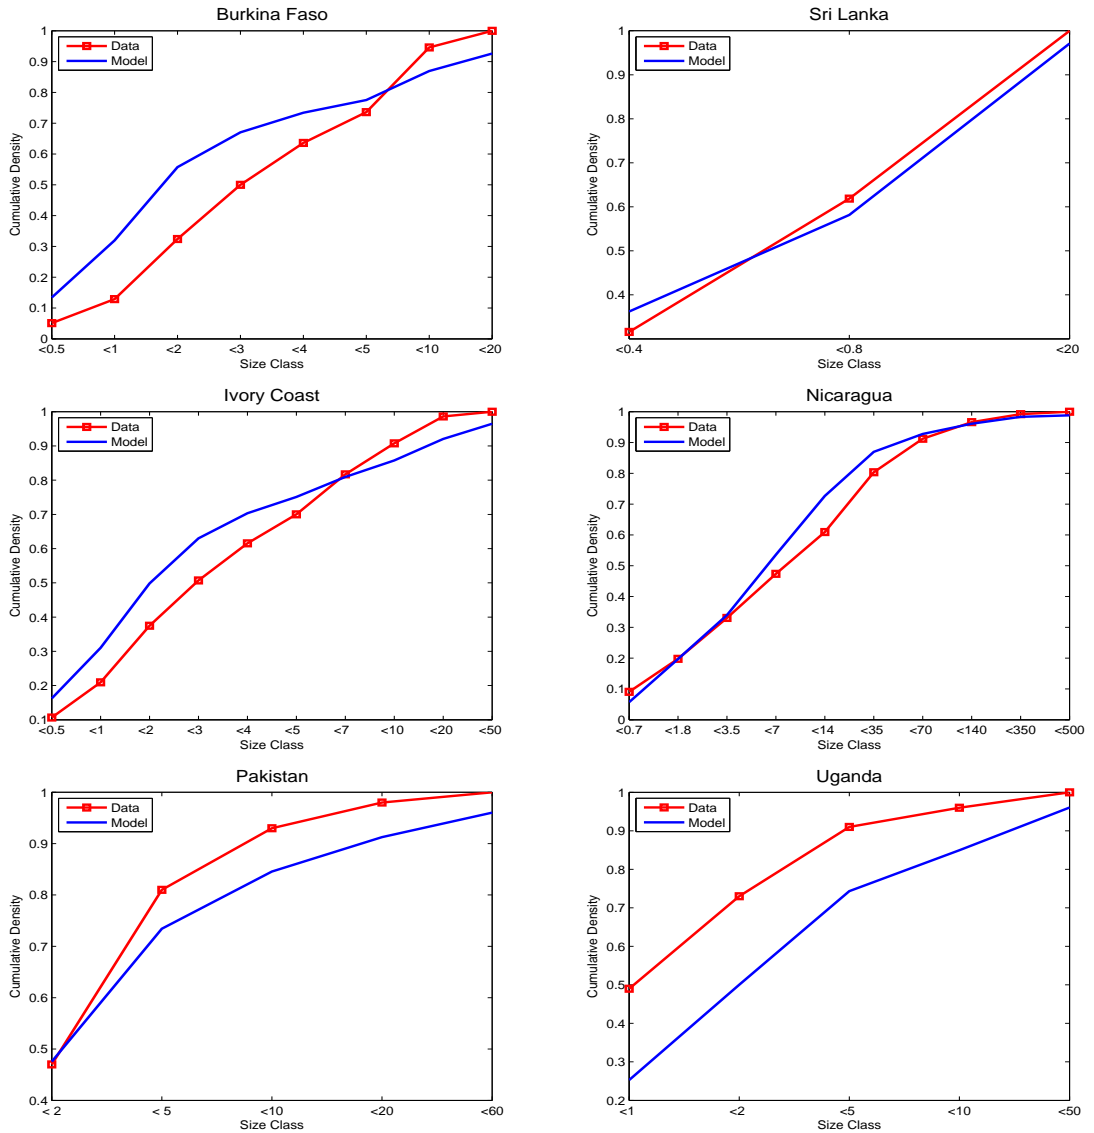 Burkina Faso
Data
Model
Cumulative Density
1
0.9
0.8
0.7
0.6
0.5
0.4
0.3
0.2
0.1
0
<0.5 <1 <2 <3 <4 <5 <10 <20
Size Class
Sri Lanka
Data
Model
Cumulative Density
1
0.9
0.8
0.7
0.6
0.5
0.4
<0.4 <0.8 <20
Size Class
Ivory Coast
Data
Model
Cumulative Density
1
0.9
0.8
0.7
0.6
0.5
0.4
0.3
0.2
0.1
<0.5 <1 <2 <3 <4 <5 <7 <10 <20 <50
Size Class
Nicaragua
Data
Model
Cumulative Density
1
0.9
0.8
0.7
0.6
0.5
0.4
0.3
0.2
0.1
0
<0.7 <1.8 <3.5 <7 <14 <35 <70 <140 <350 <500
Size Class
Pakistan
Data
Model
Cumulative Density
1
0.9
0.8
0.7
0.6
0.5
0.4
< 2 < 5 <10 <20 <60
Size Class
Uganda
Data
Model
Cumulative Density
1
0.9
0.8
0.7
0.6
0.5
0.4
0.3
0.2
<1 <2 <5 <10 <50
Size Class